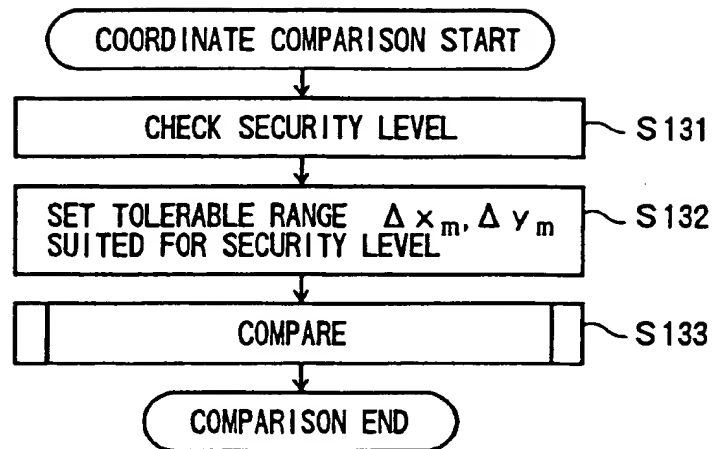 COORDINATE COMPARISON START
CHECK SECURITY LEVEL
S131
SET TOLERABLE RANGE Δxm, Δym
SUITED FOR SECURITY LEVEL
S132
COMPARE
S133
COMPARISON END